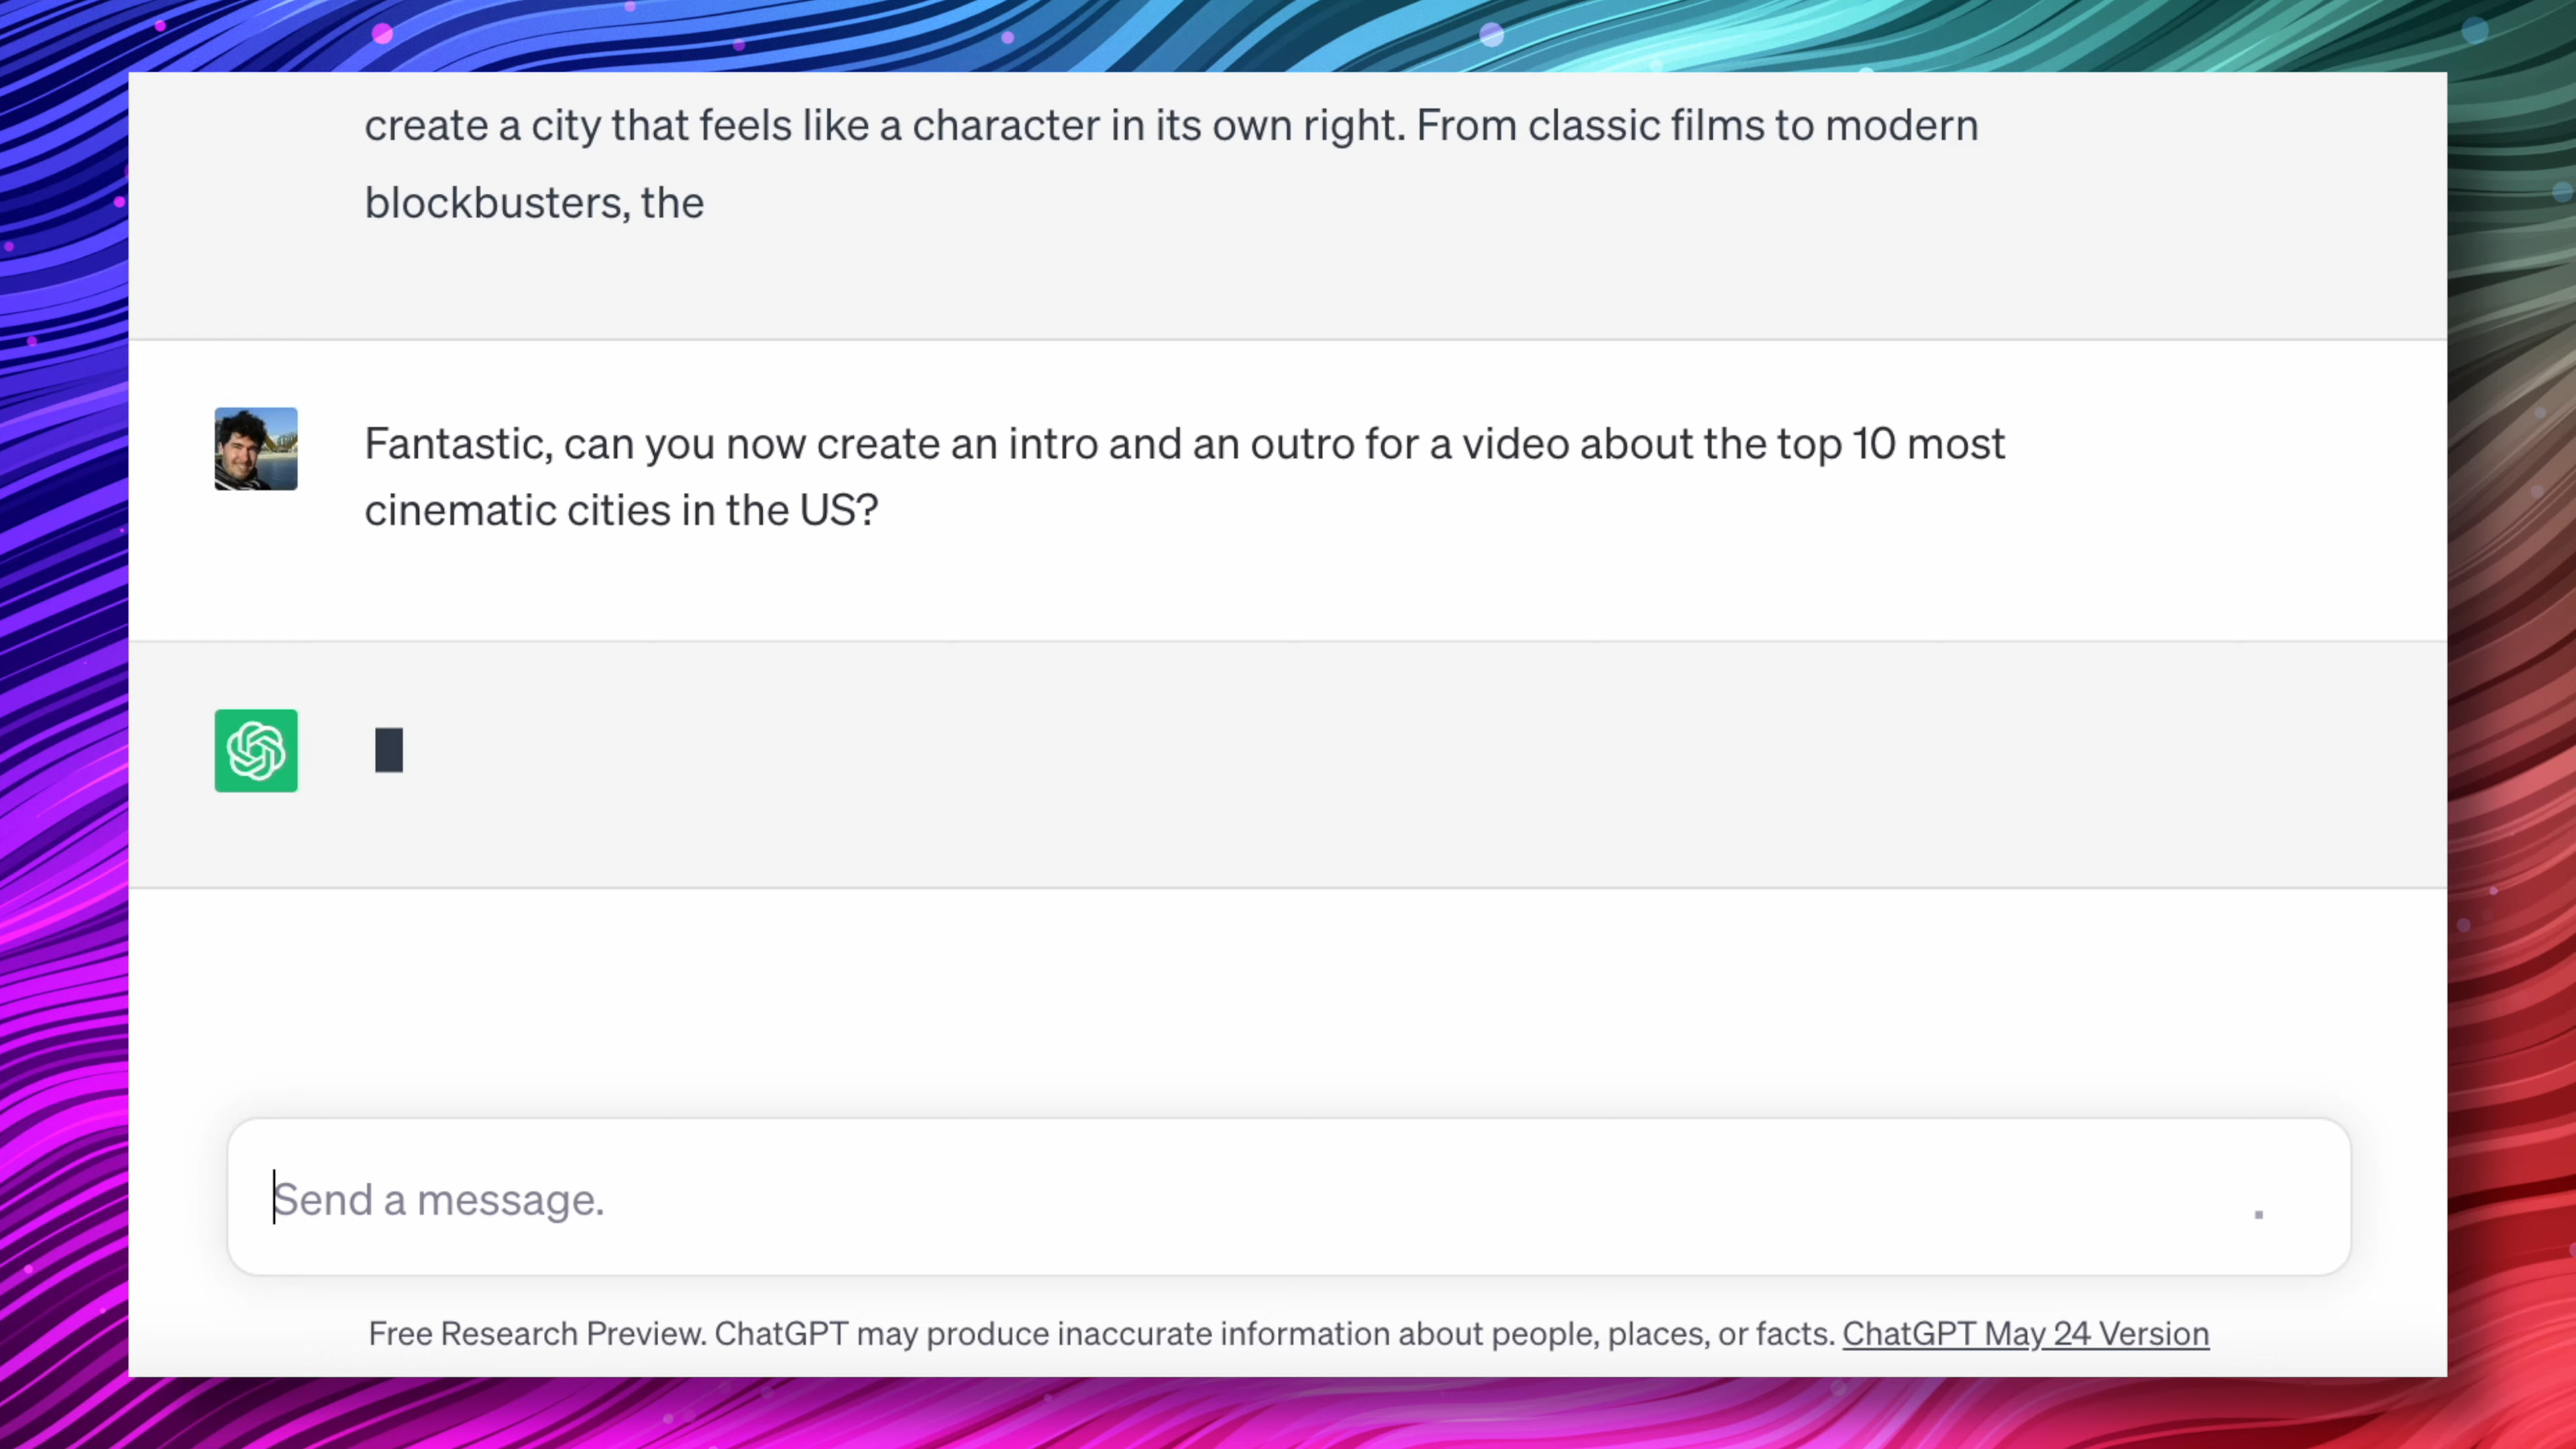 create a city that feels like a character in its own right. From classic films to modern
blockbusters, the
Fantastic, can you now create an intro and an outro for a video about the top 10 most
cinematic cities in the US?
Send a message.
Free Research Preview. ChatGPT may produce inaccurate information about people, places, or facts. ChatGPT May 24 Version